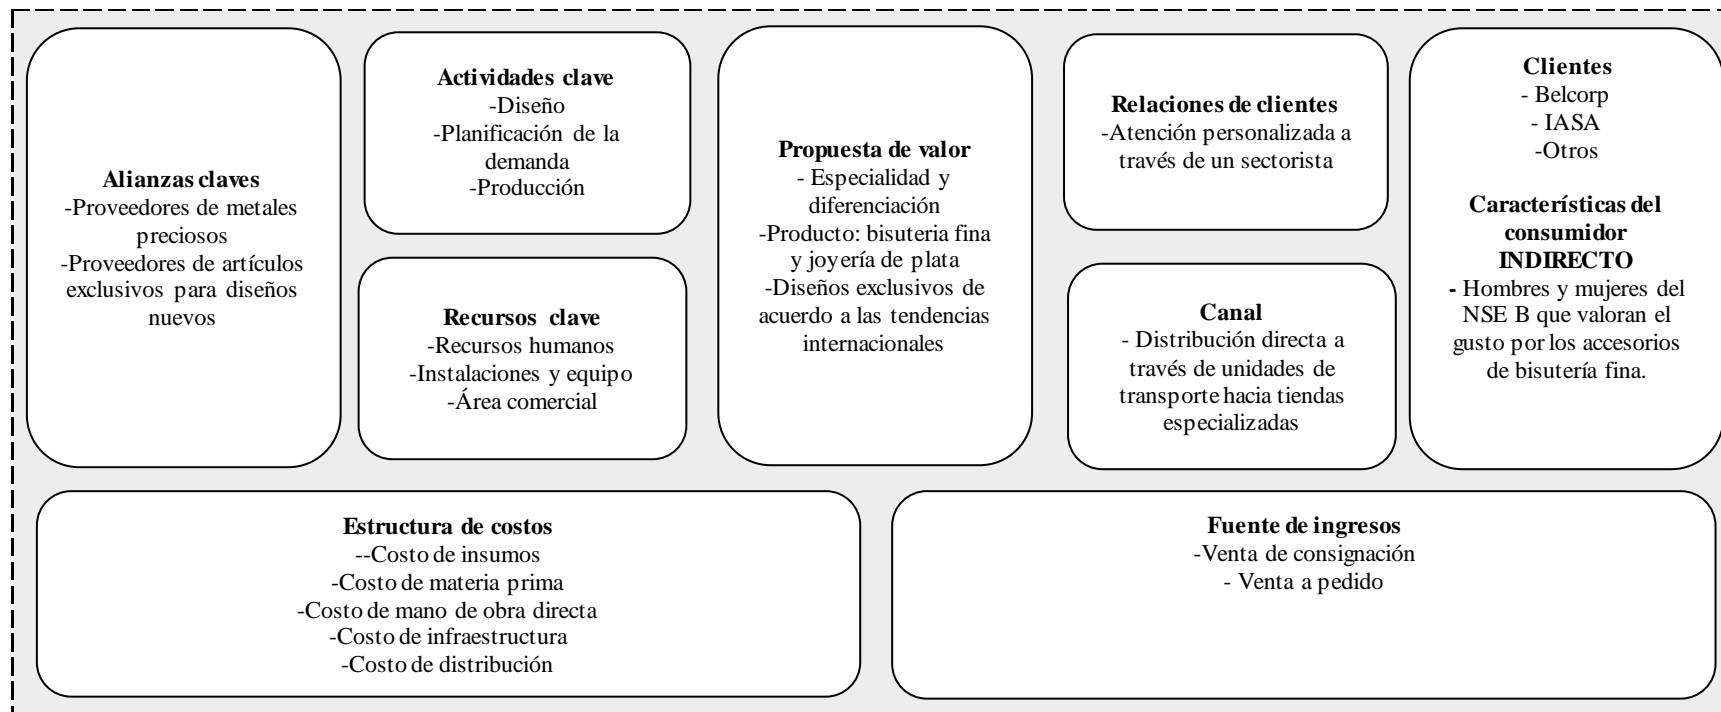 Alianzas claves
-Proveedores de metales
preciosos
-Proveedores de artículos
exclusivos para diseños
nuevos
Actividades clave
-Diseño
-Planificación de la
demanda
-Producción
Recursos clave
-Recursos humanos
-Instalaciones y equipo
-Área comercial
Propuesta de valor
- Especialidad y
diferenciación
-Producto: bisuteria fina
y joyería de plata
-Diseños exclusivos de
acuerdo a las tendencias
internacionales
Relaciones de clientes
-Atención personalizada a
través de un sectorista
Canal
- Distribución directa a
través de unidades de
transporte hacia tiendas
especializadas
Clientes
- Belcorp
- IASA
-Otros
Características del
consumidor
INDIRECTO
- Hombres y mujeres del
NSE B que valoran el
gusto por los accesorios
de bisutería fina.
Estructura de costos
--Costo de insumos
-Costo de materia prima
-Costo de mano de obra directa
-Costo de infraestructura
-Costo de distribución
Fuente de ingresos
-Venta de consignación
- Venta a pedido